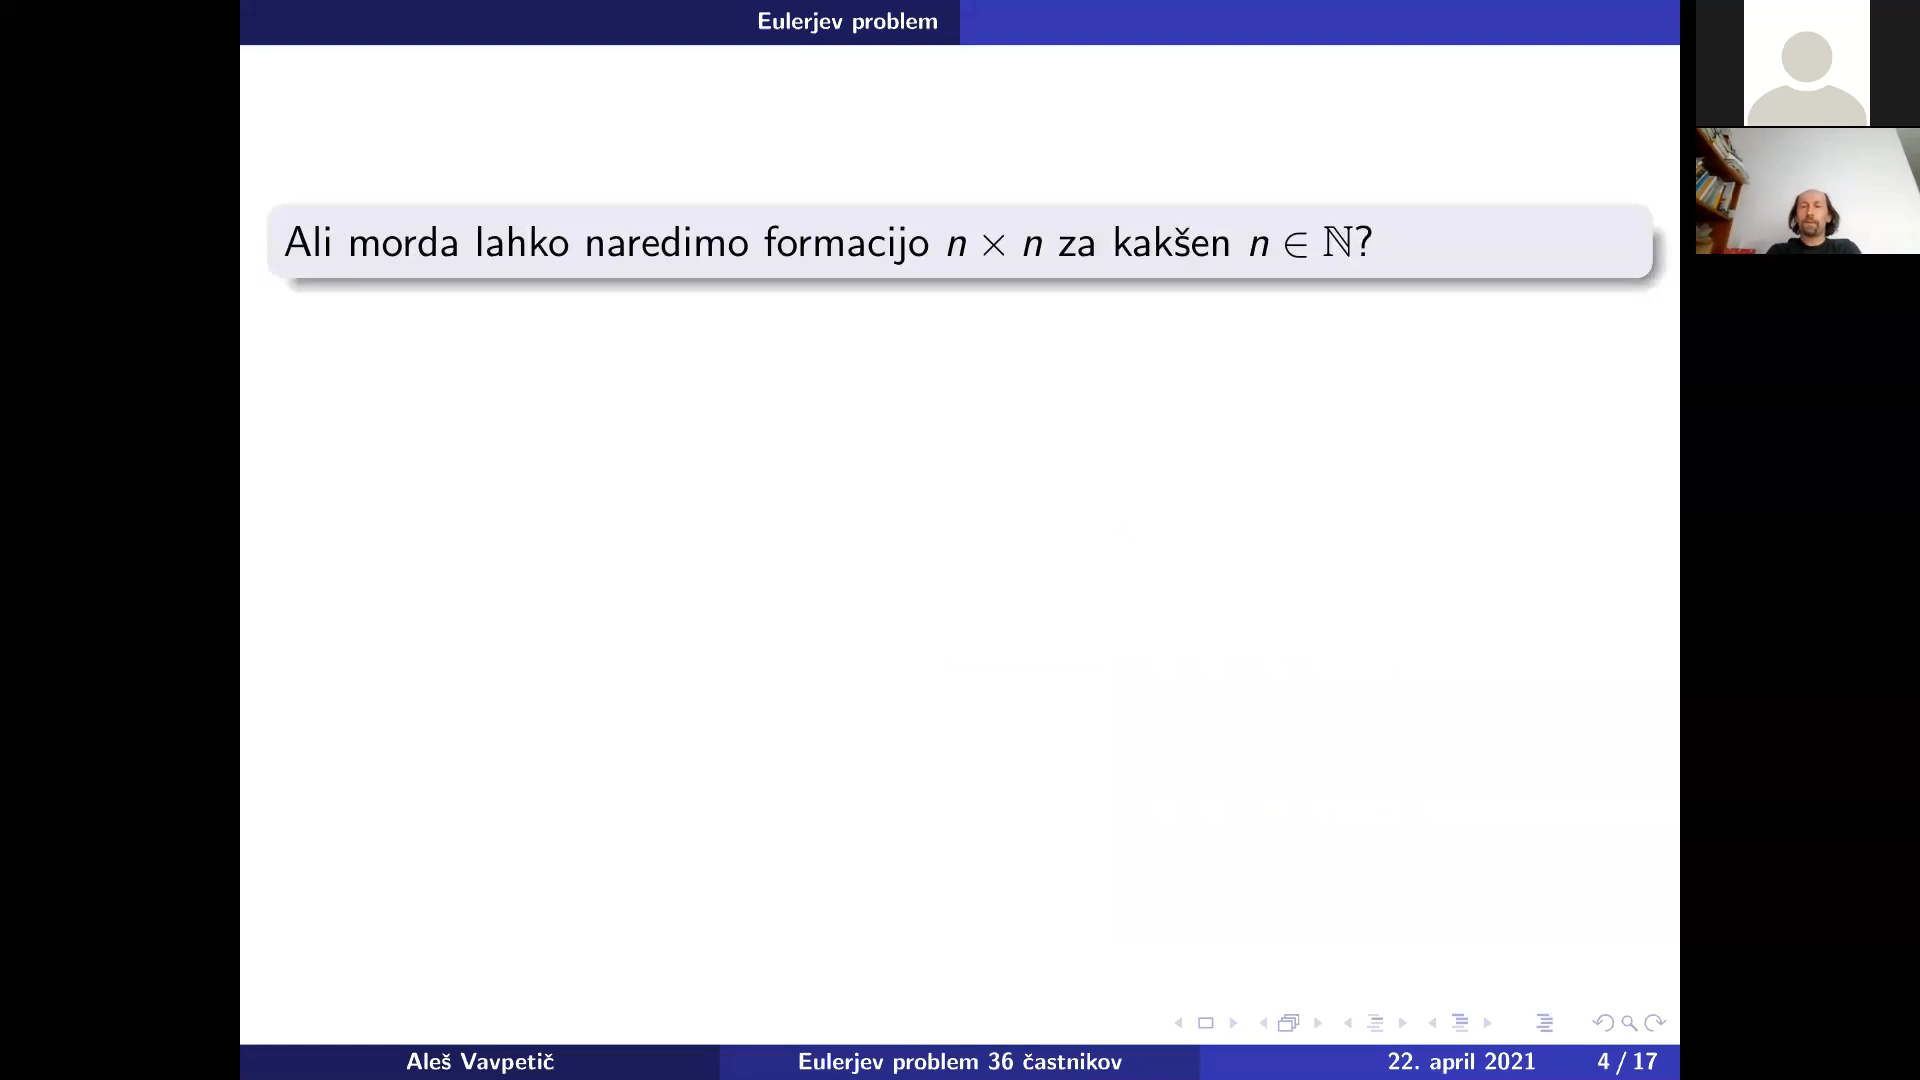 Eulerjev problem
Ali morda lahko naredimo formacijo n × n za kakšen n ∈ ℕ?
Aleš Vavpetič
Eulerjev problem 36 častnikov
22. april 2021
4 / 17